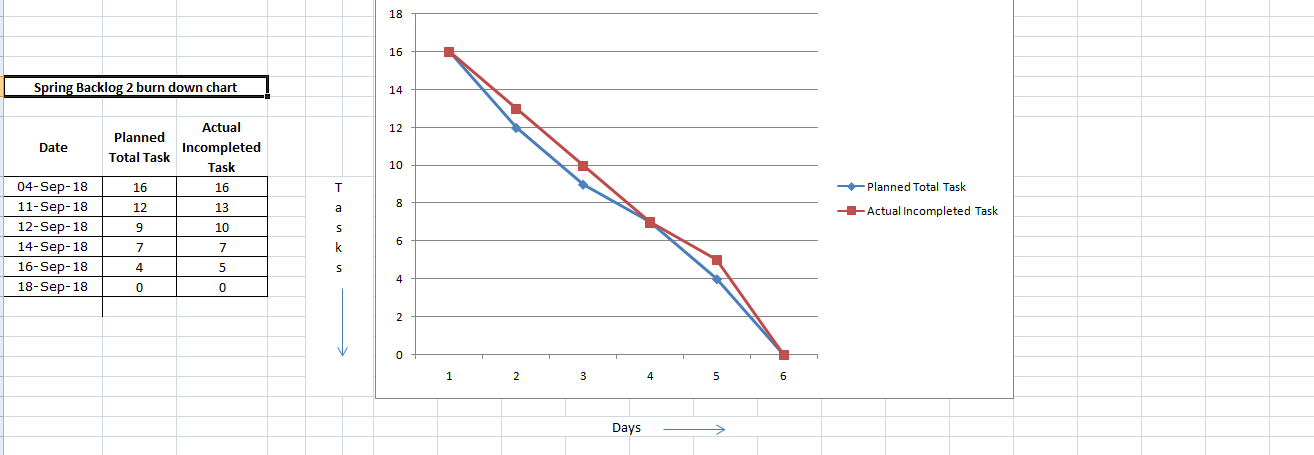 Spring Backlog 2 burn down chart
Date Planned Total Task Actual Incompleted Task
04-Sep-18 16 16
11-Sep-18 12 13
12-Sep-18 9 10
14-Sep-18 7 7
16-Sep-18 4 5
18-Sep-18 0 0
T
a
s
k
s
18
16
14
12
10
8
6
4
2
0
1 2 3 4 5 6
Days
Planned Total Task
Actual Incompleted Task